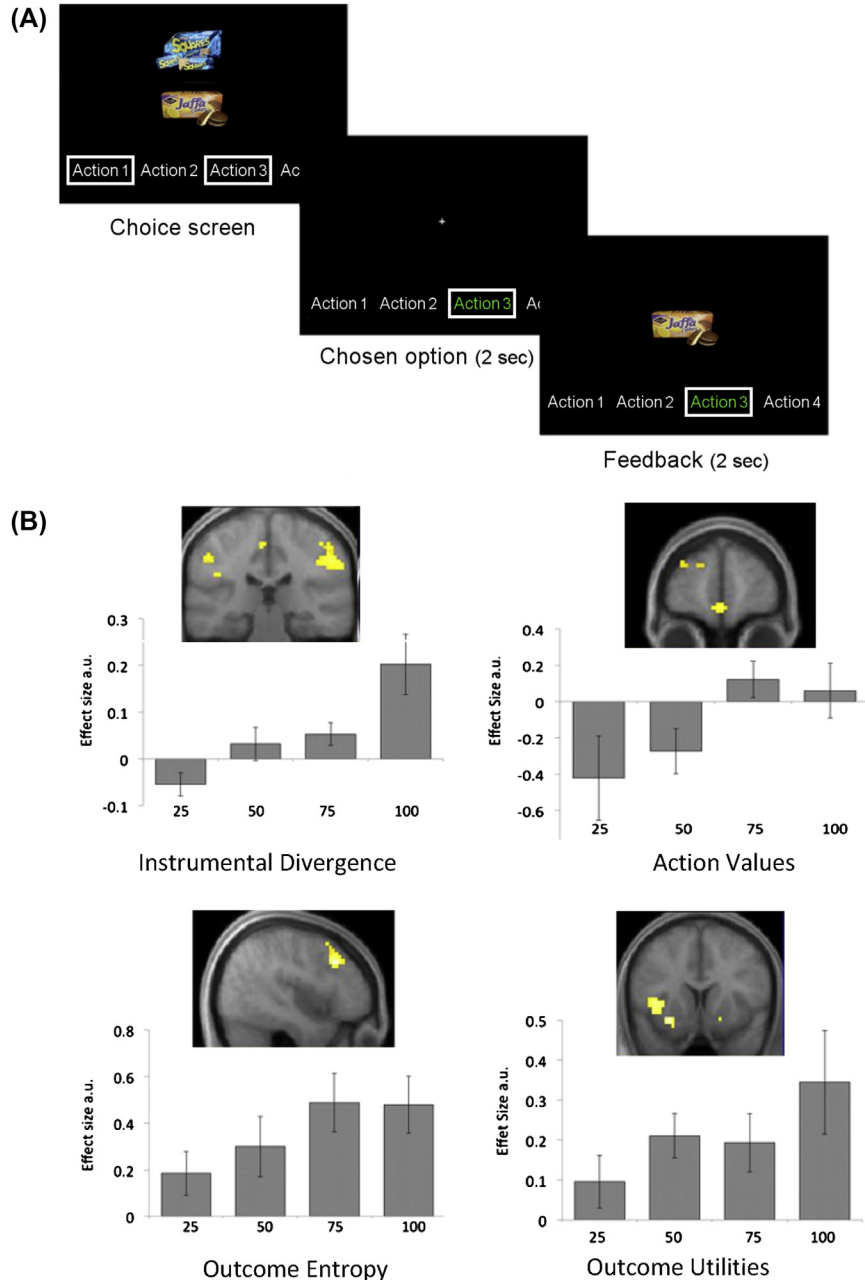 (A)
SQUARES
Jaffa
Action 1 Action 2 Action 3 Ac
Choice screen
Action 1 Action 2 Action 3 Ac
Chosen option (2 sec)
Jaffa
Action 1 Action 2 Action 3 Action 4
Feedback (2 sec)
(B)
Effect size a.u.
0.3
0.2
0.1
0
-0.1
25 50 75 100
Instrumental Divergence
Effect Size a.u.
0.4
0.2
0
-0.2
-0.4
-0.6
25 50 75 100
Action Values
Effect size a.u.
0.8
0.6
0.4
0.2
0
25 50 75 100
Outcome Entropy
Effet Size a.u.
0.5
0.4
0.3
0.2
0.1
0
25 50 75 100
Outcome Utilities